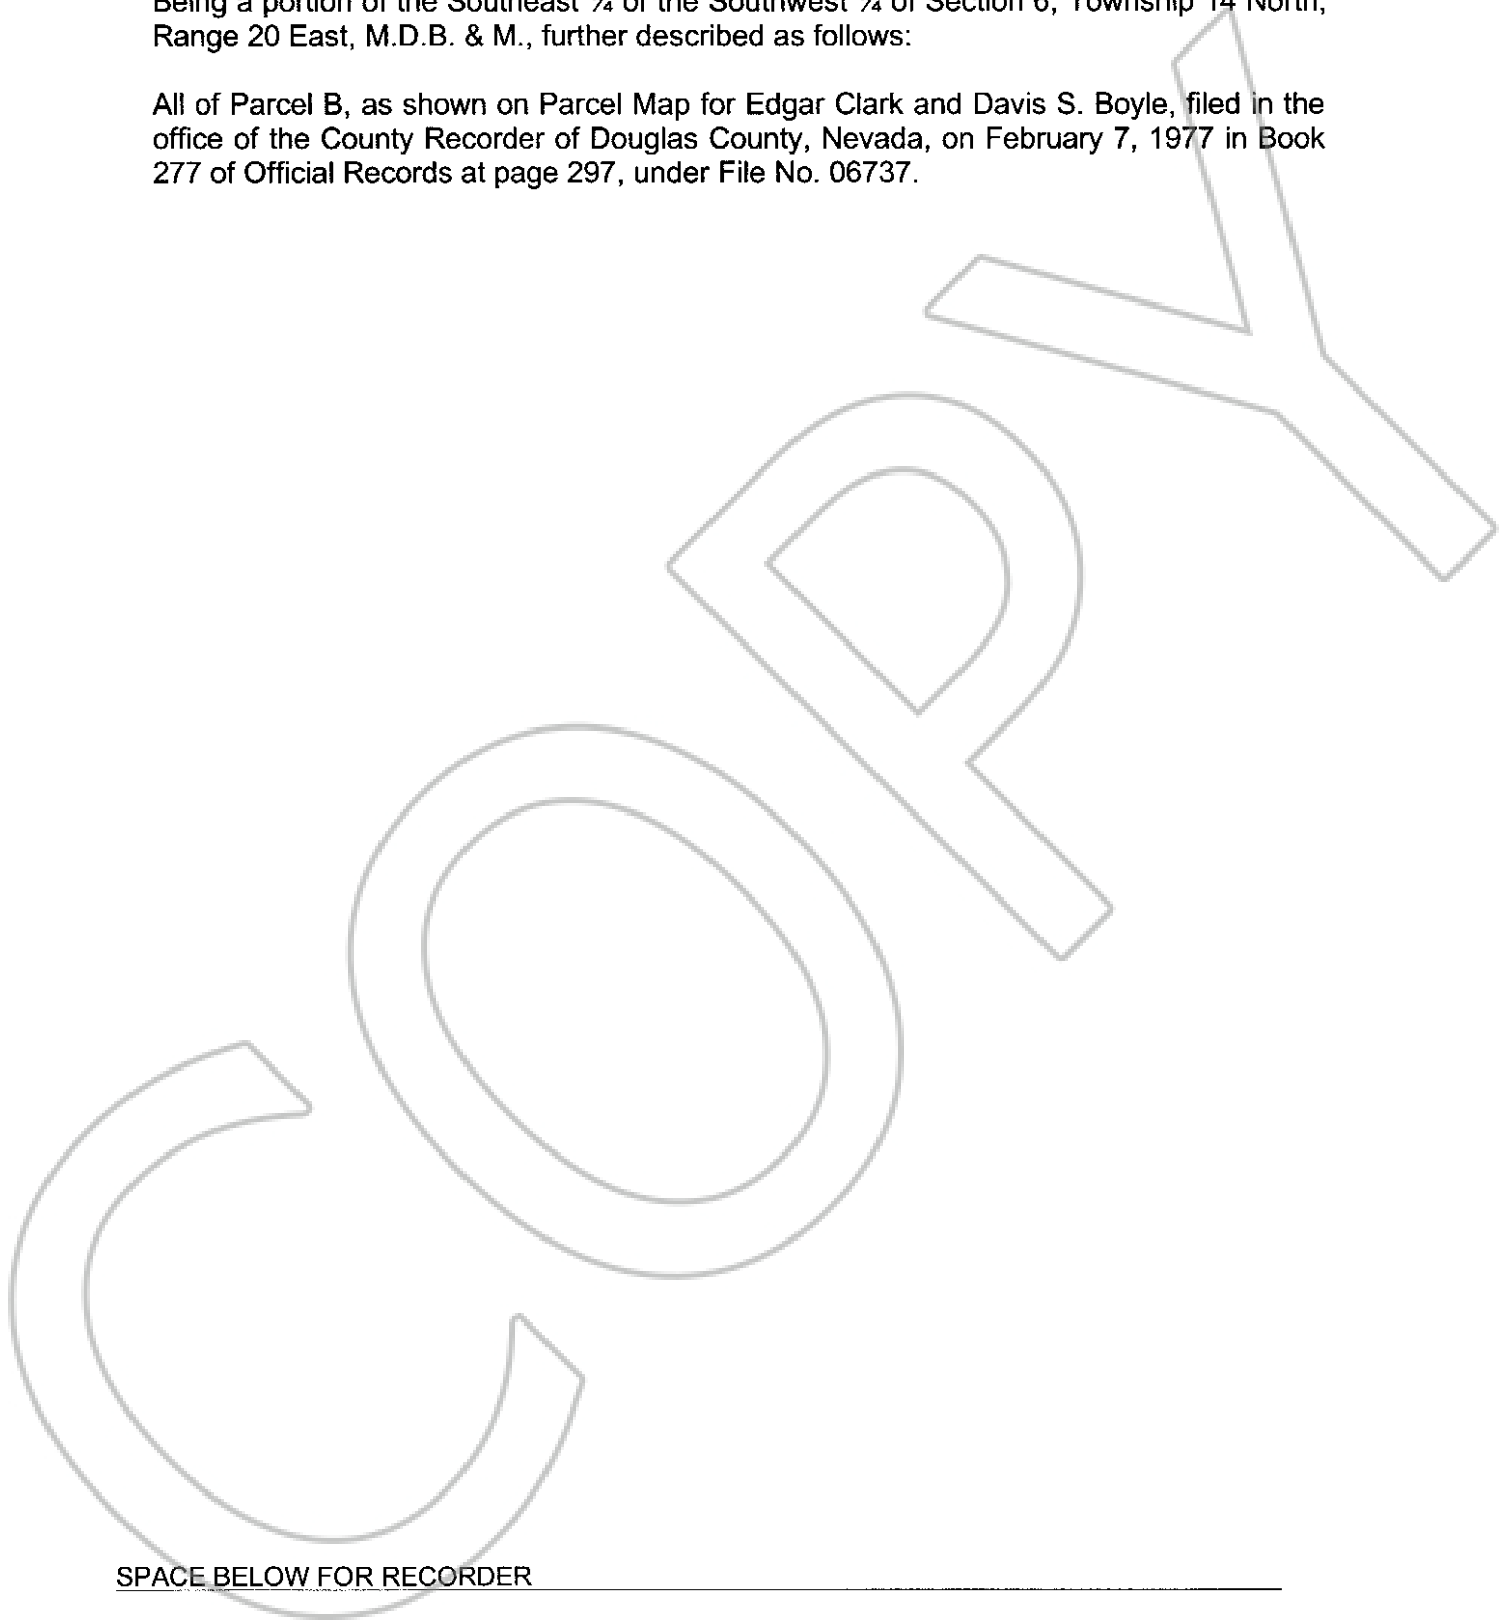 Being a portion of the Southeast ¼ of the Southwest ¼ of Section 6, Township 14 North,
Range 20 East, M.D.B. & M., further described as follows:
All of Parcel B, as shown on Parcel Map for Edgar Clark and Davis S. Boyle, filed in the
office of the County Recorder of Douglas County, Nevada, on February 7, 1977 in Book
277 of Official Records at page 297, under File No. 06737.
COPY
SPACE BELOW FOR RECORDER